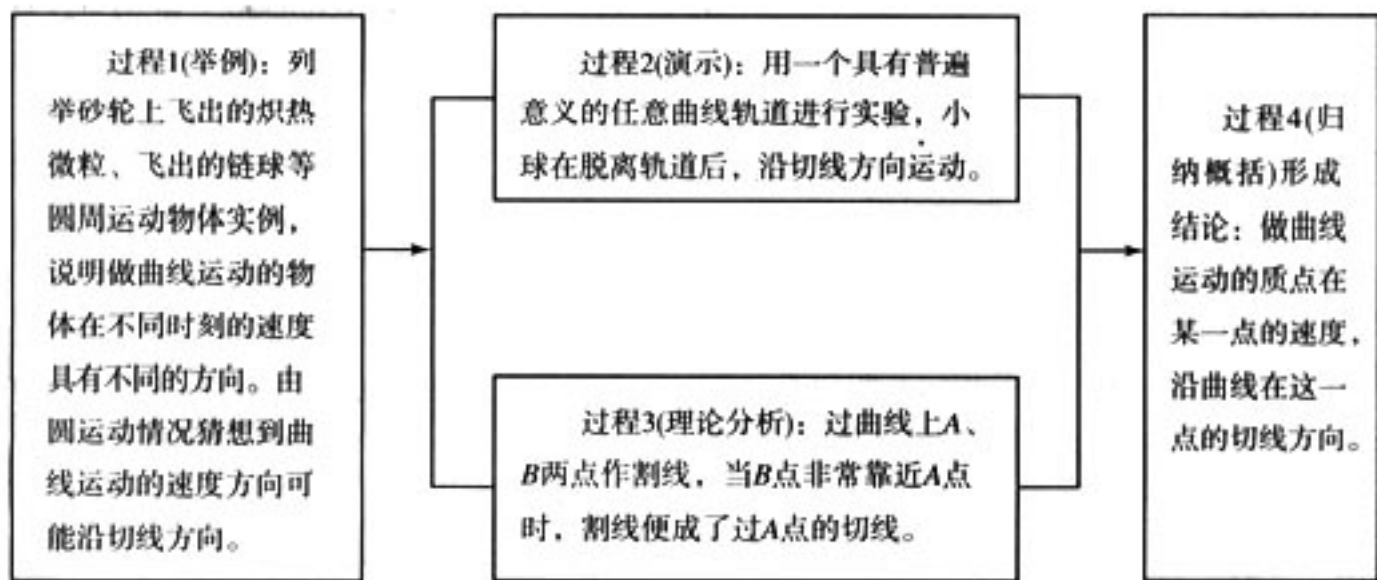 过程1(举例)：列
举砂轮上飞出的炽热
微粒、飞出的链球等
圆周运动物体实例，
说明做曲线运动的物
体在不同时刻的速度
具有不同的方向。由
圆运动情况猜想到曲
线运动的速度方向可
能沿切线方向。
过程2(演示)：用一个具有普遍
意义的任意曲线轨道进行实验，小
球在脱离轨道后，沿切线方向运动。
过程3(理论分析)：过曲线上A、
B两点作割线，当B点非常靠近A点
时，割线便成了过A点的切线。
过程4(归
纳概括)形成
结论：做曲线
运动的质点在
某一点的速度，
沿曲线在这一
点的切线方向。